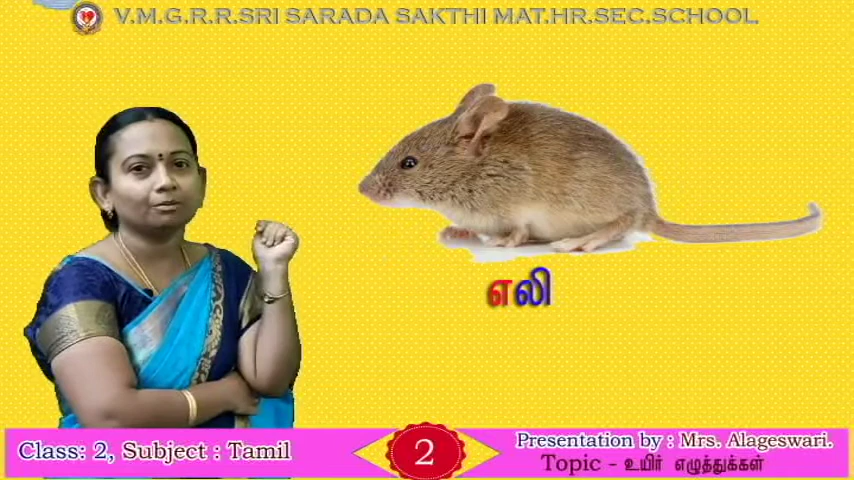 V.M.G.R.R.SRI SARADA SAKTHI MAT.HR.SEC.SCHOOL
எலி
Class: 2, Subject : Tamil
2
Presentation by : Mrs. Alageswari.
Topic - உயிர் எழுத்துக்கள்